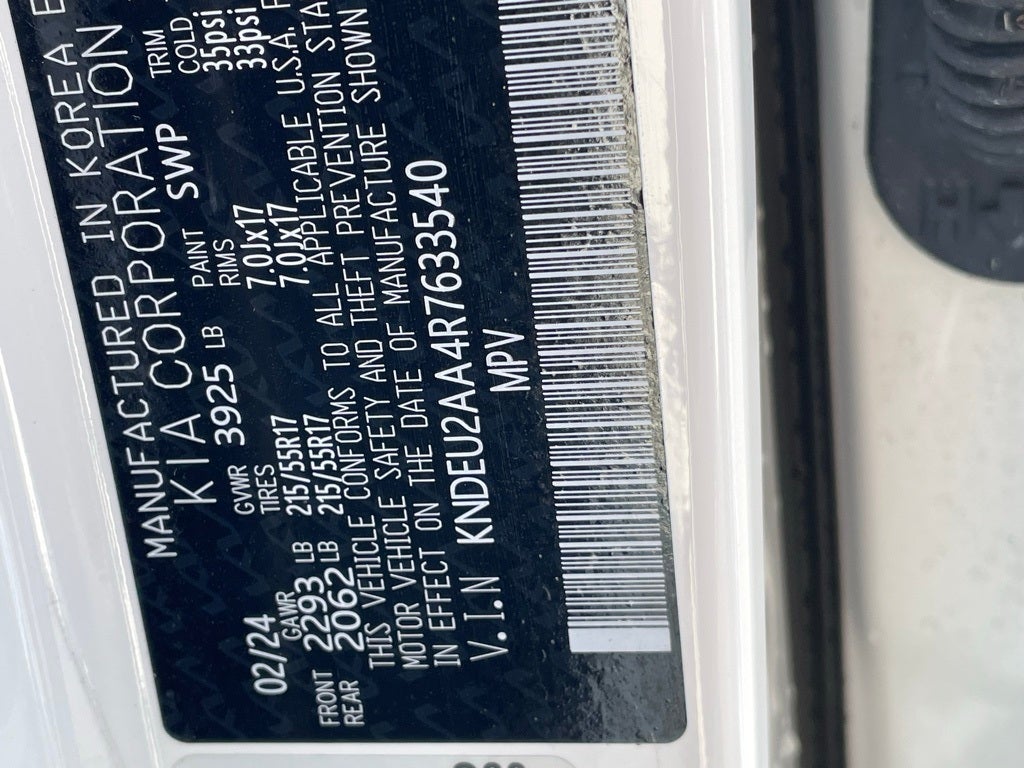 MANUFACTURED IN KOREA
KIA CORPORATION
02/24 GVWR 3925 LB PAINT SWP TRIM
GAWR TIRES RIMS COLD
FRONT 2293 LB 215/55R17 7.0Jx17 35psi
REAR 2062 LB 215/55R17 7.0Jx17 33psi
THIS VEHICLE CONFORMS TO ALL APPLICABLE U.S.A.
MOTOR VEHICLE SAFETY AND THEFT PREVENTION STA
IN EFFECT ON THE DATE OF MANUFACTURE SHOWN
V.I.N KNDEU2AA4R7633540
MPV